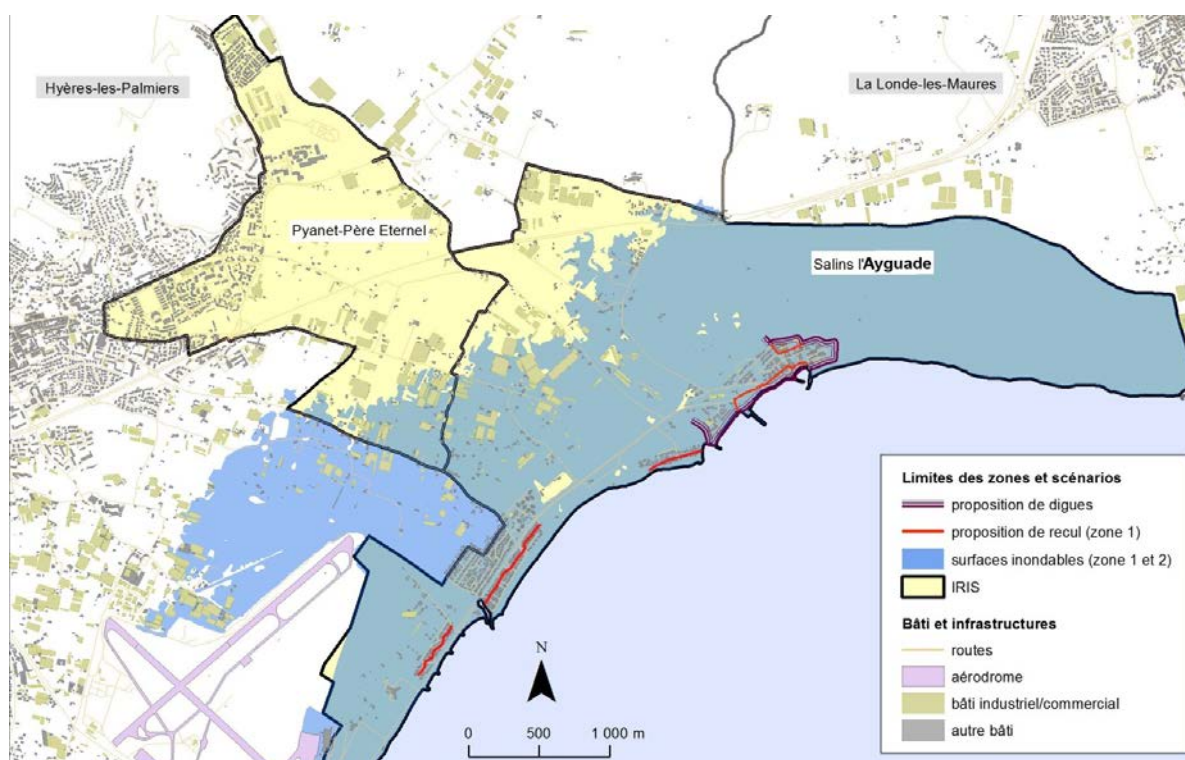 Hyères-les-Palmiers
La Londe-les-Maures
Pyanet-Père Eternel
Salins l'Ayguade
Limites des zones et scénarios
proposition de digues
proposition de recul (zone 1)
surfaces inondables (zone 1 et 2)
IRIS
Bâti et infrastructures
routes
aérodrome
bâti industriel/commercial
autre bâti
N
0 500 1 000 m